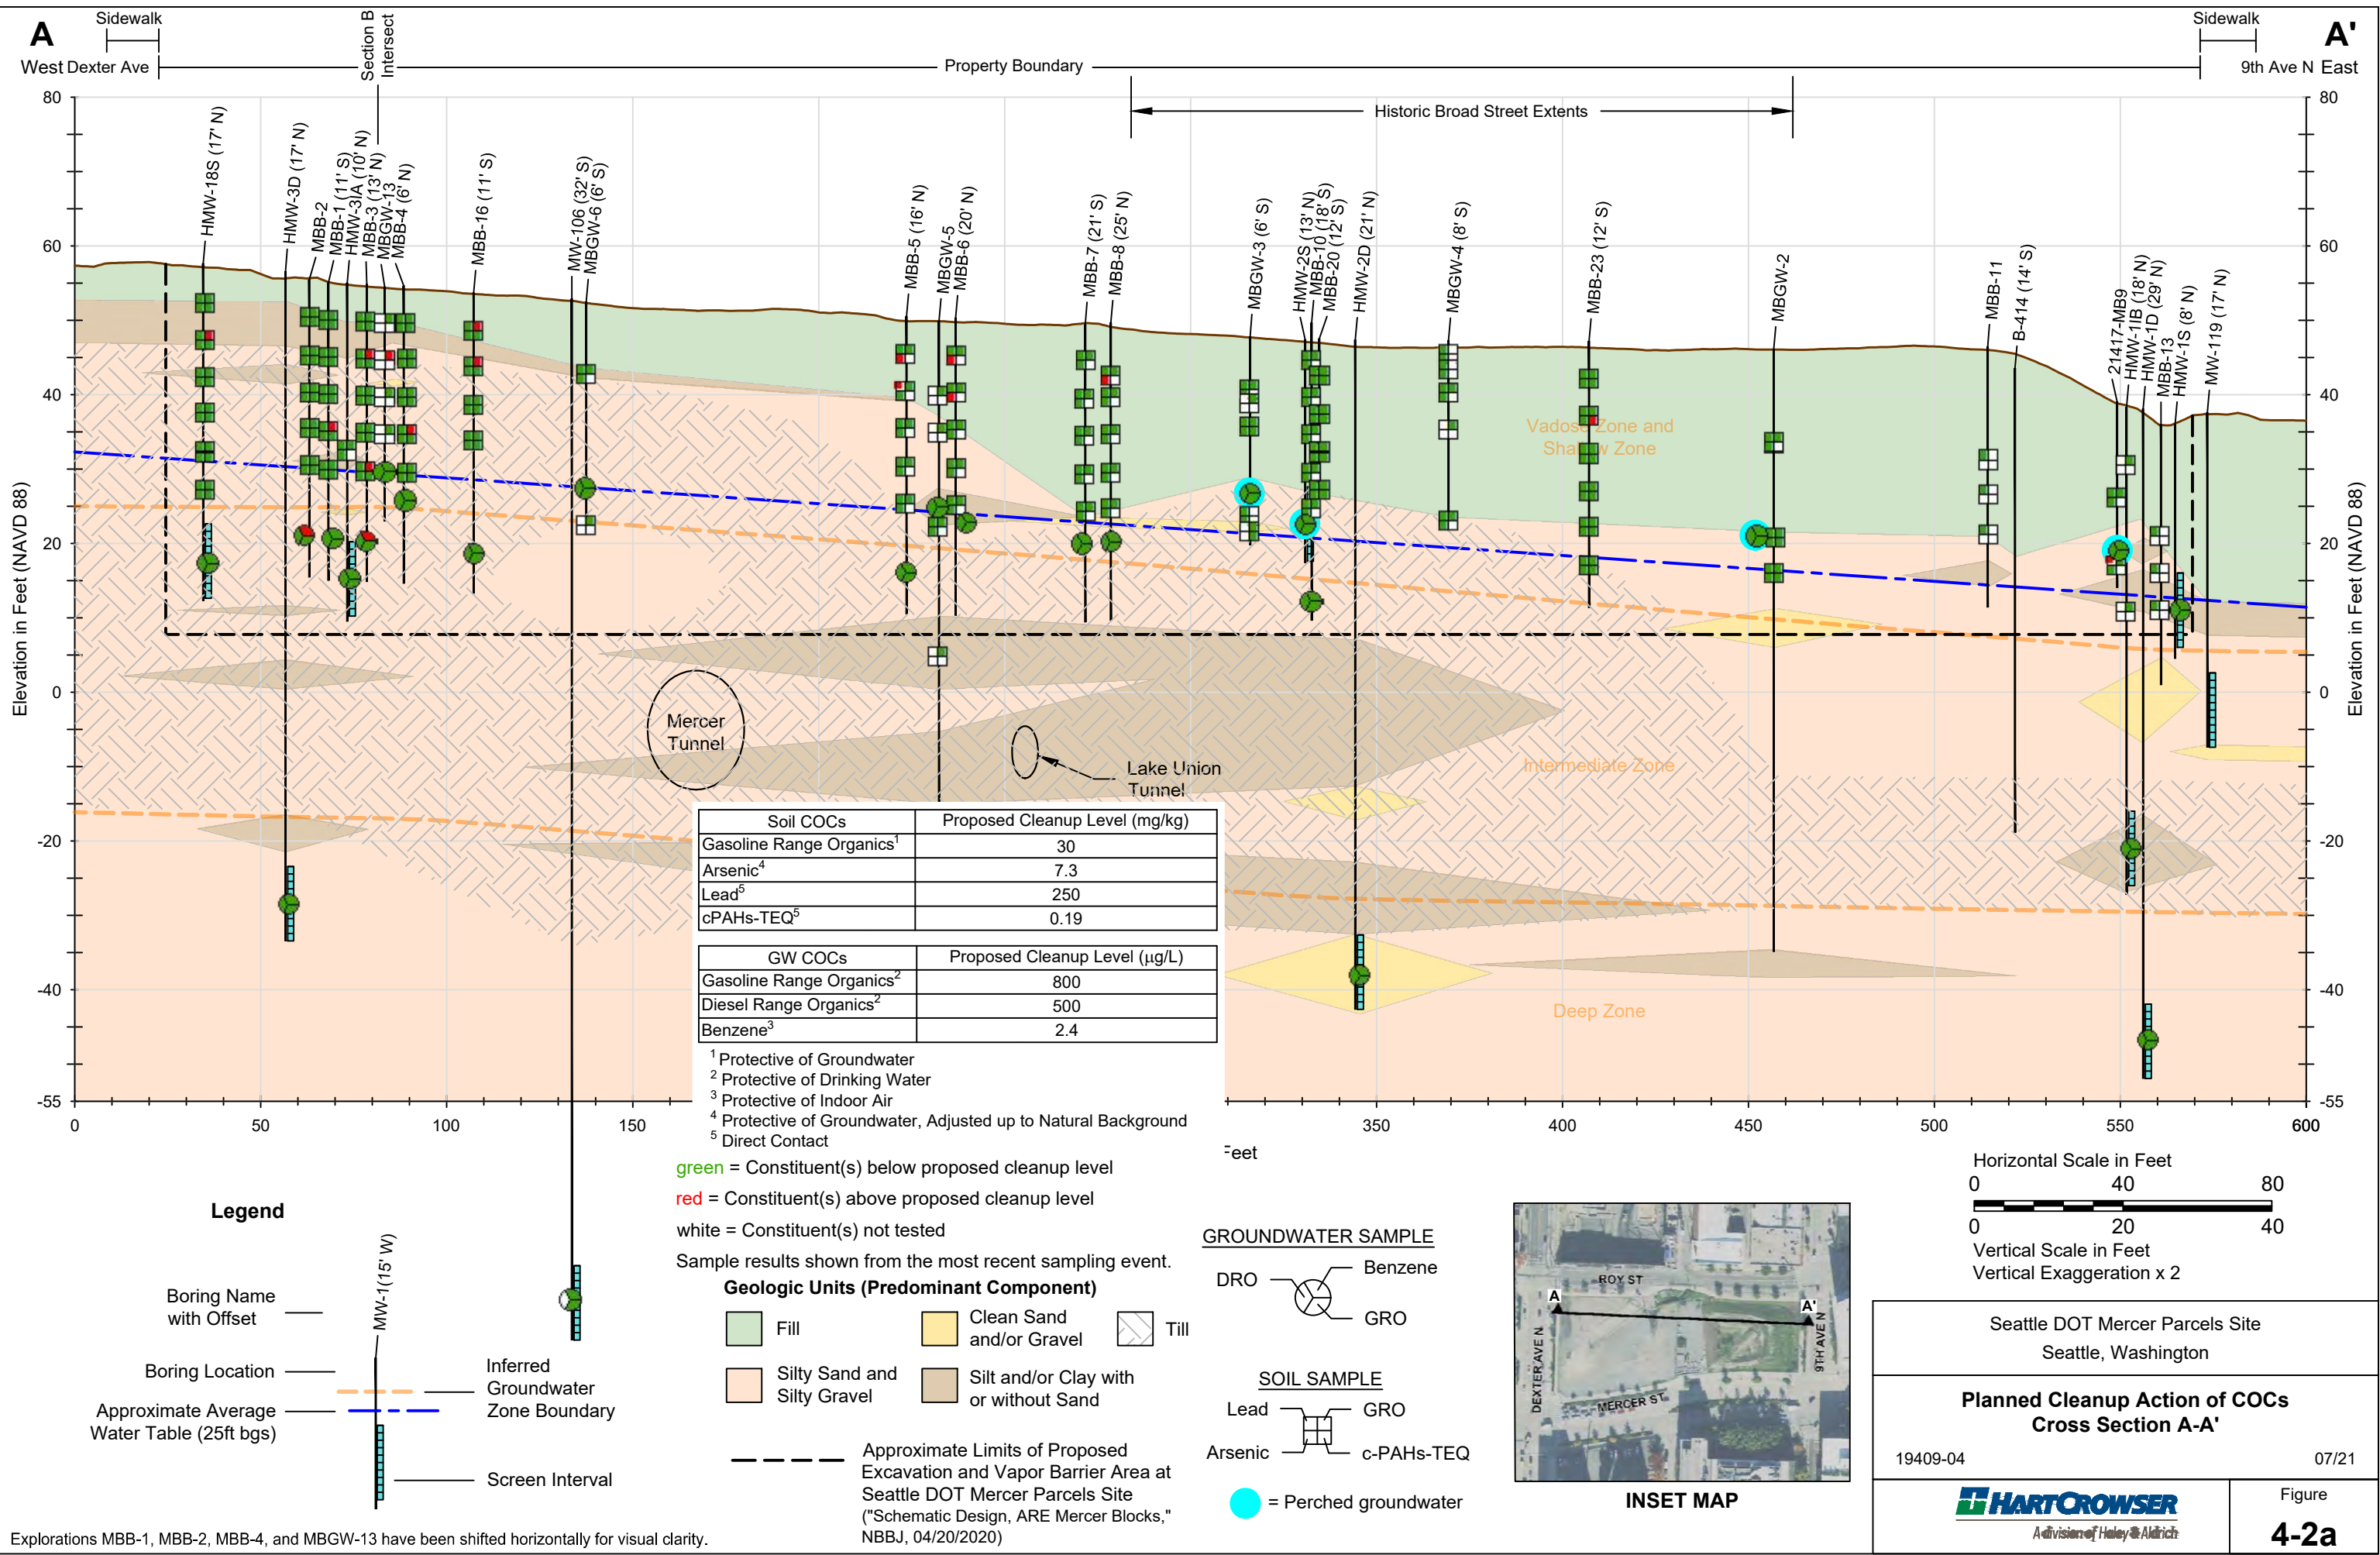 Sidewalk
Sidewalk
A
A'
West Dexter Ave
Section B
Intersect
Property Boundary
9th Ave N East
Historic Broad Street Extents
80
60
40
20
0
-20
-40
-55
Elevation in Feet (NAVD 88)
HMW-18S (17' N)
HMW-3D (17' N)
MBB-2
MBB-1 (11' S)
HMW-3IA (10' N)
MBB-3 (13' N)
MBGW-13
MBB-4 (6' N)
MBB-16 (11' S)
MW-106 (32' S)
MBGW-6 (6' S)
MBB-5 (16' N)
MBGW-5
MBB-6 (20' N)
MBB-7 (21' S)
MBB-8 (25' N)
MBGW-3 (6' S)
HMW-2S (13' N)
MBB-10 (18' S)
MBB-20 (12' S)
HMW-2D (21' N)
MBGW-4 (8' S)
MBB-23 (12' S)
MBGW-2
MBB-11
B-414 (14' S)
21417-MB9
HMW-1IB (18' N)
HMW-1D (29' N)
MBB-13
HMW-1S (8' N)
MW-119 (17' N)
80
60
40
20
0
-20
-40
-55
Elevation in Feet (NAVD 88)
Vadose Zone and
Shallow Zone
Intermediate Zone
Deep Zone
Mercer
Tunnel
Lake Union
Tunnel
0 50 100 150 350 400 450 500 550 600
Feet
Soil COCs Proposed Cleanup Level (mg/kg)
Gasoline Range Organics1 30
Arsenic4 7.3
Lead5 250
cPAHs-TEQ5 0.19
GW COCs Proposed Cleanup Level (µg/L)
Gasoline Range Organics2 800
Diesel Range Organics2 500
Benzene3 2.4
1 Protective of Groundwater
2 Protective of Drinking Water
3 Protective of Indoor Air
4 Protective of Groundwater, Adjusted up to Natural Background
5 Direct Contact
green = Constituent(s) below proposed cleanup level
red = Constituent(s) above proposed cleanup level
white = Constituent(s) not tested
Sample results shown from the most recent sampling event.
Legend
MW-1(15' W)
Boring Name
with Offset
Boring Location
Inferred
Groundwater
Zone Boundary
Approximate Average
Water Table (25ft bgs)
Screen Interval
Geologic Units (Predominant Component)
Fill
Clean Sand
and/or Gravel
Till
Silty Sand and
Silty Gravel
Silt and/or Clay with
or without Sand
Approximate Limits of Proposed
Excavation and Vapor Barrier Area at
Seattle DOT Mercer Parcels Site
("Schematic Design, ARE Mercer Blocks,"
NBBJ, 04/20/2020)
GROUNDWATER SAMPLE
DRO
Benzene
GRO
SOIL SAMPLE
Lead GRO
Arsenic c-PAHs-TEQ
= Perched groundwater
ROY ST
A
A'
DEXTER AVE N
9TH AVE N
MERCER ST
INSET MAP
Horizontal Scale in Feet
0 40 80
0 20 40
Vertical Scale in Feet
Vertical Exaggeration x 2
Seattle DOT Mercer Parcels Site
Seattle, Washington
Planned Cleanup Action of COCs
Cross Section A-A'
19409-04 07/21
HARTCROWSER
A division of Haley & Aldrich
Figure
4-2a
Explorations MBB-1, MBB-2, MBB-4, and MBGW-13 have been shifted horizontally for visual clarity.